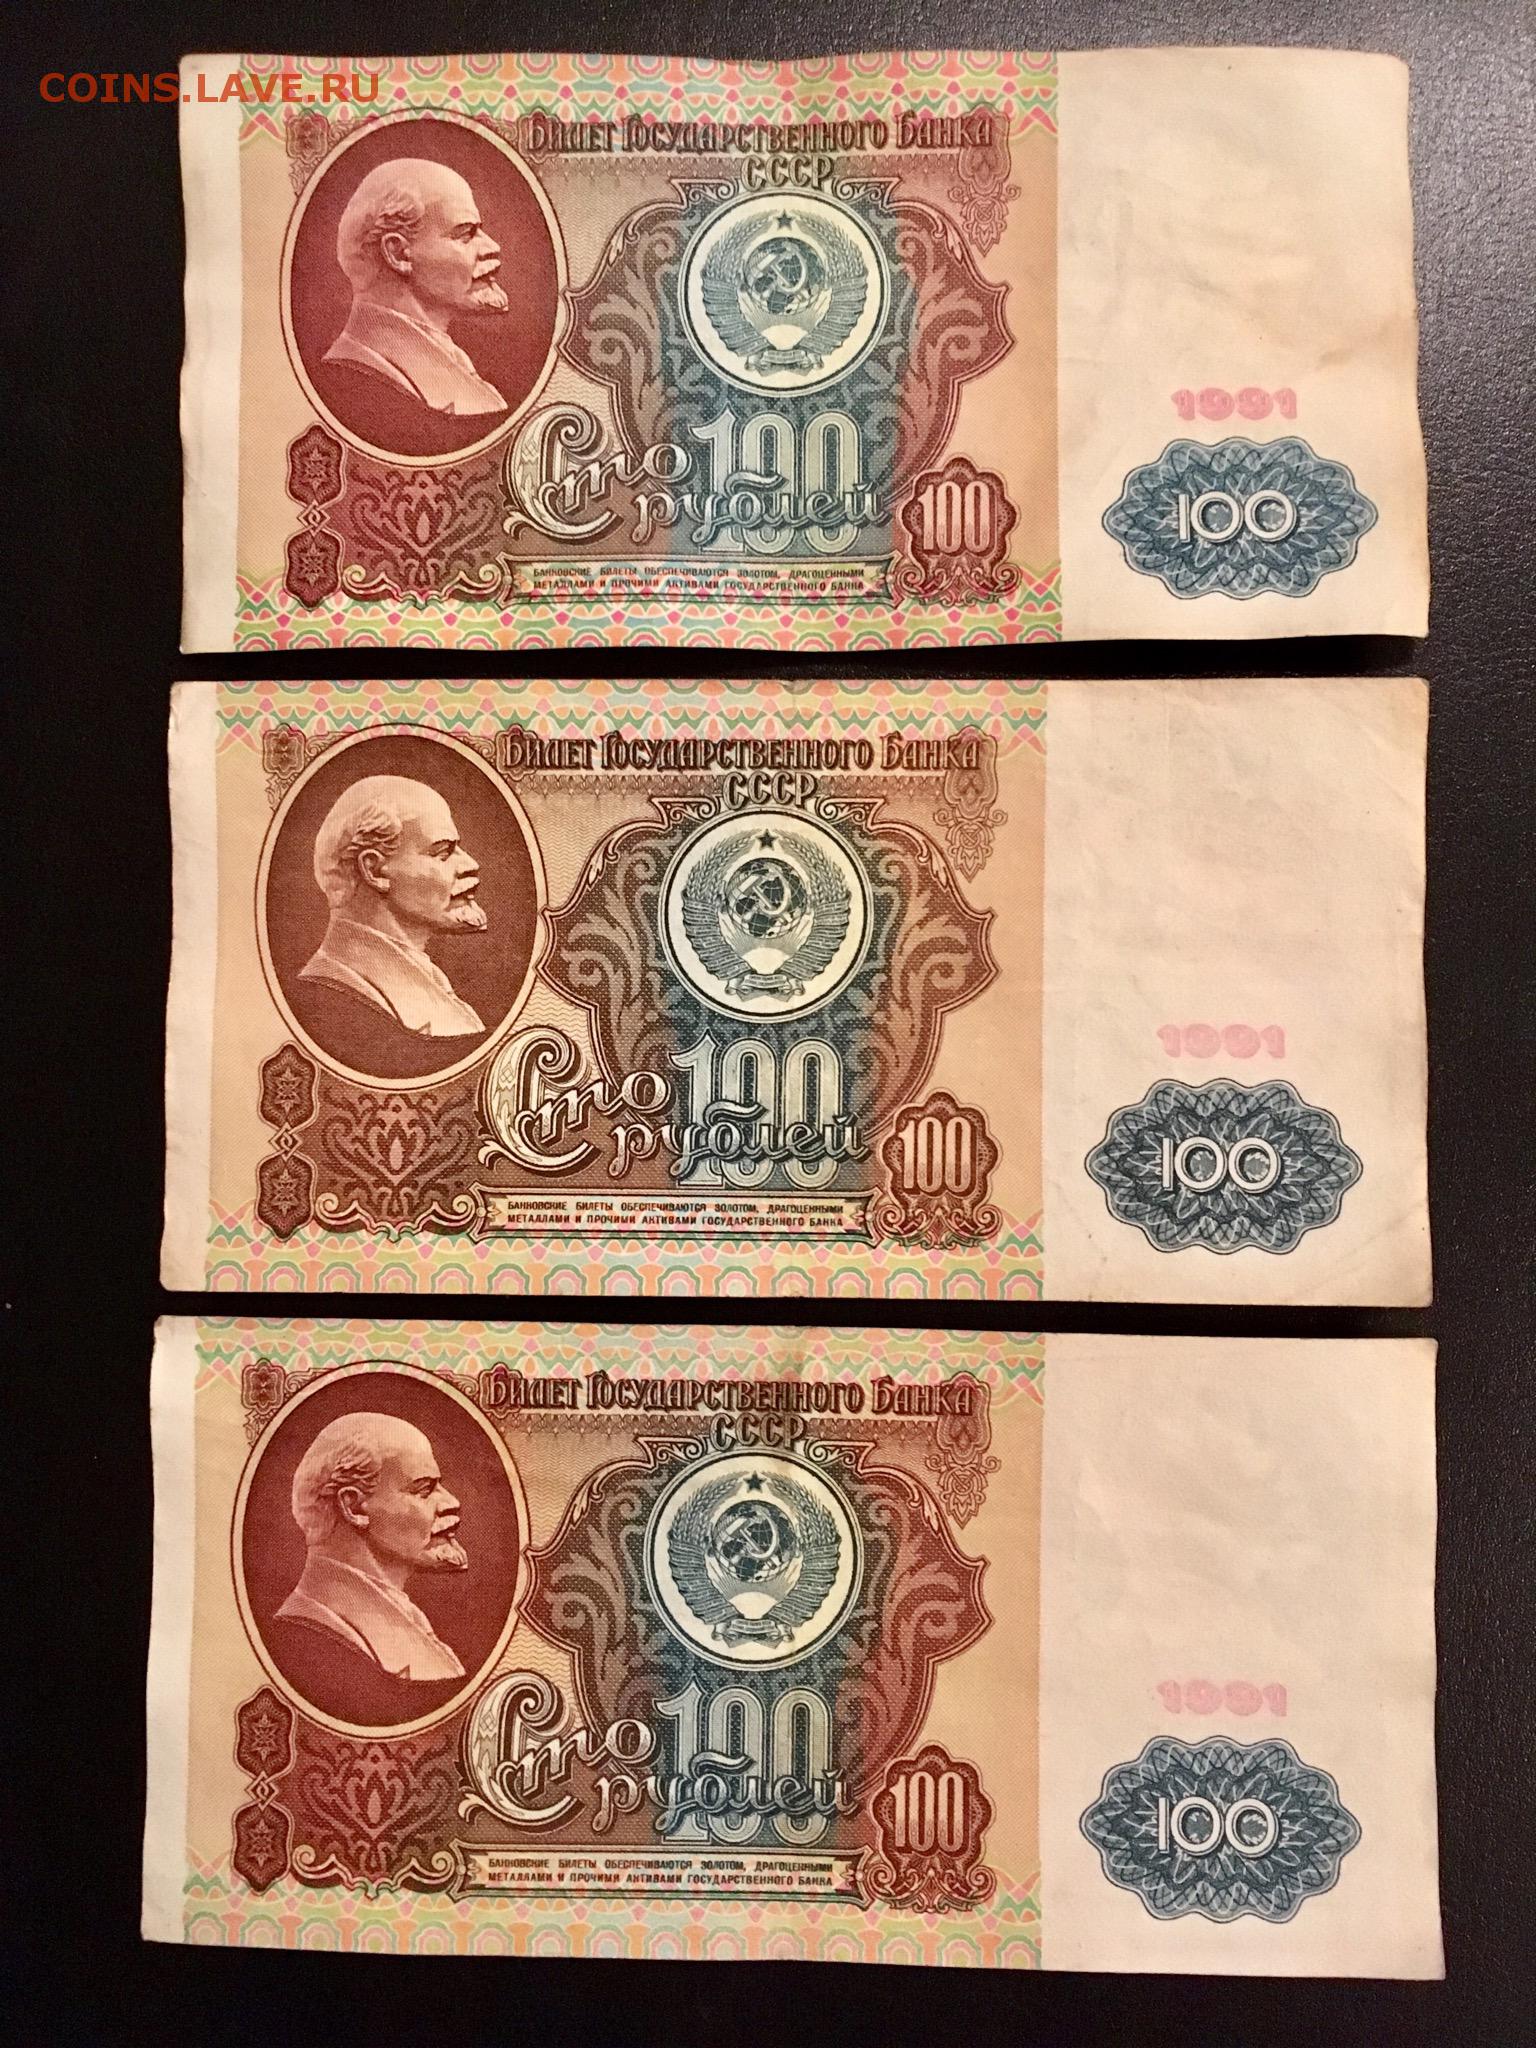 COINS.LAVE.RU
Билет Государственного Банка
СССР
1991
100
Сто
рублей
100
100
БАНКОВСКИЕ БИЛЕТЫ ОБЕСПЕЧИВАЮТСЯ ЗОЛОТОМ, ДРАГОЦЕННЫМИ
МЕТАЛЛАМИ И ПРОЧИМИ АКТИВАМИ ГОСУДАРСТВЕННОГО БАНКА
Билет Государственного Банка
СССР
1991
100
Сто
рублей
100
100
БАНКОВСКИЕ БИЛЕТЫ ОБЕСПЕЧИВАЮТСЯ ЗОЛОТОМ, ДРАГОЦЕННЫМИ
МЕТАЛЛАМИ И ПРОЧИМИ АКТИВАМИ ГОСУДАРСТВЕННОГО БАНКА
Билет Государственного Банка
СССР
1991
100
Сто
рублей
100
100
БАНКОВСКИЕ БИЛЕТЫ ОБЕСПЕЧИВАЮТСЯ ЗОЛОТОМ, ДРАГОЦЕННЫМИ
МЕТАЛЛАМИ И ПРОЧИМИ АКТИВАМИ ГОСУДАРСТВЕННОГО БАНКА